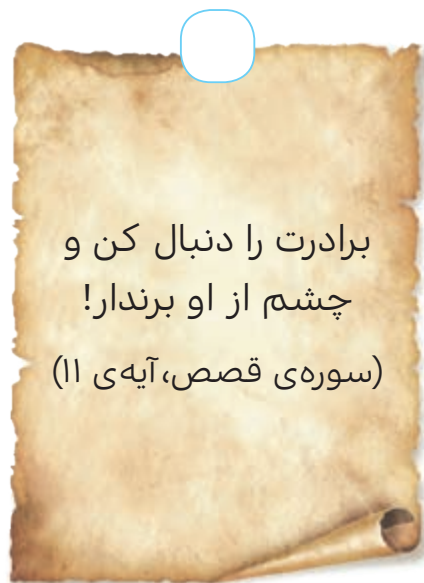 برادرت را دنبال کن و
چشم از او برندار!
(سوره‌ی قصص، آیه‌ی ۱۱)